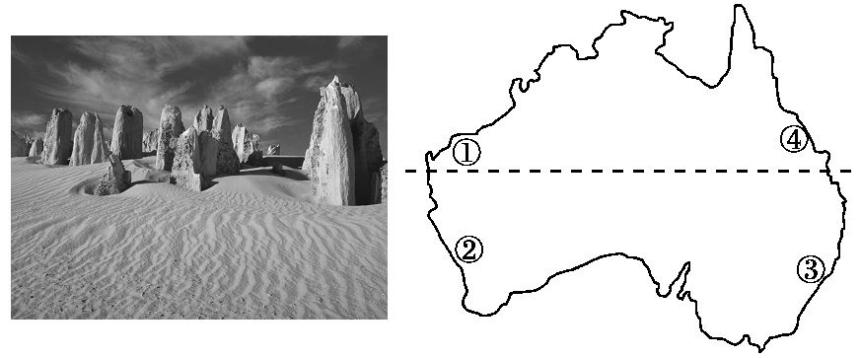 ①
④
②
③